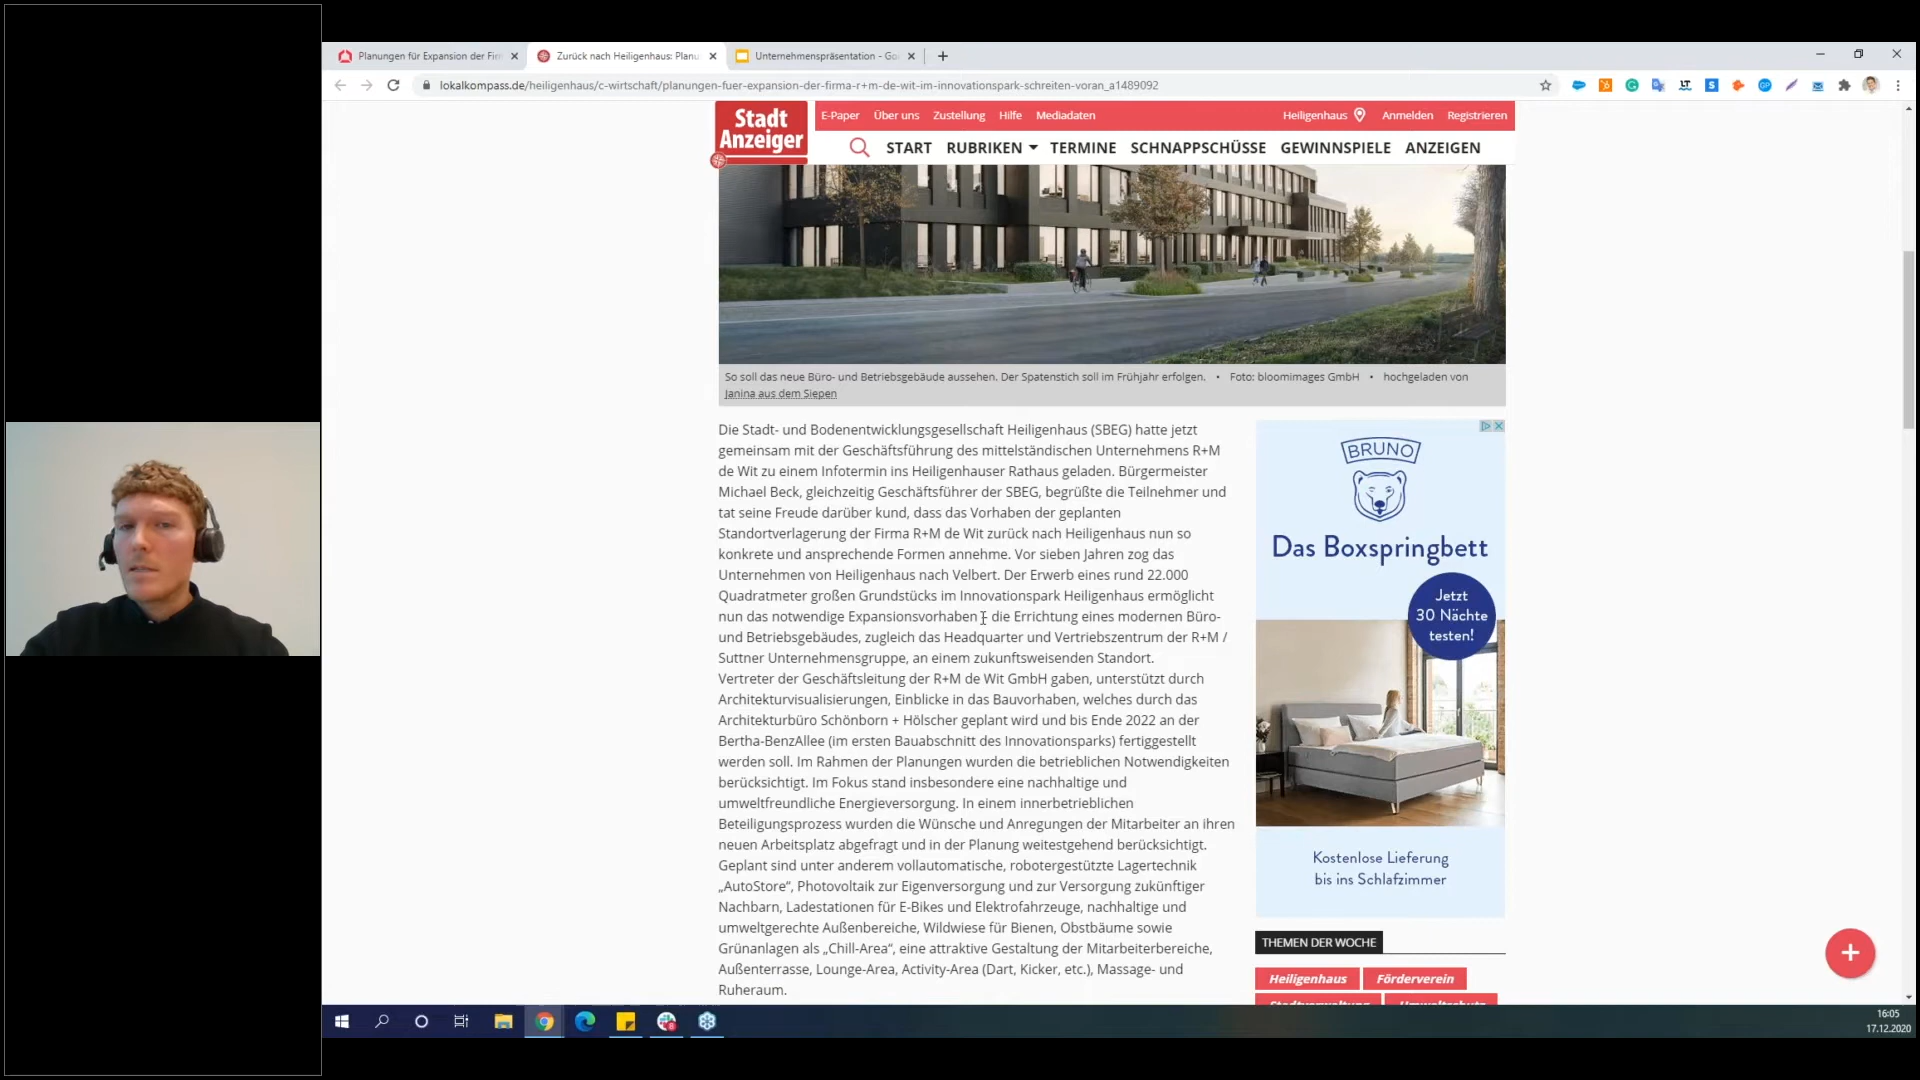 Planungen für Expansion der Fir
Zurück nach Heiligenhaus: Planu
Unternehmenspräsentation - Go
lokalkompass.de/heiligenhaus/c-wirtschaft/planungen-fuer-expansion-der-firma-r+m-de-wit-im-innovationspark-schreiten-voran_a1489092
Stadt
Anzeiger
E-Paper Über uns Zustellung Hilfe Mediadaten
Heiligenhaus Anmelden Registrieren
START RUBRIKEN TERMINE SCHNAPPSCHÜSSE GEWINNSPIELE ANZEIGEN
So soll das neue Büro- und Betriebsgebäude aussehen. Der Spatenstich soll im Frühjahr erfolgen. • Foto: bloomimages GmbH • hochgeladen von
Janina aus dem Siepen
Die Stadt- und Bodenentwicklungsgesellschaft Heiligenhaus (SBEG) hatte jetzt
gemeinsam mit der Geschäftsführung des mittelständischen Unternehmens R+M
de Wit zu einem Infotermin ins Heiligenhauser Rathaus geladen. Bürgermeister
Michael Beck, gleichzeitig Geschäftsführer der SBEG, begrüßte die Teilnehmer und
tat seine Freude darüber kund, dass das Vorhaben der geplanten
Standortverlagerung der Firma R+M de Wit zurück nach Heiligenhaus nun so
konkrete und ansprechende Formen annehme. Vor sieben Jahren zog das
Unternehmen von Heiligenhaus nach Velbert. Der Erwerb eines rund 22.000
Quadratmeter großen Grundstücks im Innovationspark Heiligenhaus ermöglicht
nun das notwendige Expansionsvorhaben – die Errichtung eines modernen Büro-
und Betriebsgebäudes, zugleich das Headquarter und Vertriebszentrum der R+M /
Suttner Unternehmensgruppe, an einem zukunftsweisenden Standort.
Vertreter der Geschäftsleitung der R+M de Wit GmbH gaben, unterstützt durch
Architekturvisualisierungen, Einblicke in das Bauvorhaben, welches durch das
Architekturbüro Schönborn + Hölscher geplant wird und bis Ende 2022 an der
Bertha-BenzAllee (im ersten Bauabschnitt des Innovationsparks) fertiggestellt
werden soll. Im Rahmen der Planungen wurden die betrieblichen Notwendigkeiten
berücksichtigt. Im Fokus stand insbesondere eine nachhaltige und
umweltfreundliche Energieversorgung. In einem innerbetrieblichen
Beteiligungsprozess wurden die Wünsche und Anregungen der Mitarbeiter an ihren
neuen Arbeitsplatz abgefragt und in der Planung weitestgehend berücksichtigt.
Geplant sind unter anderem vollautomatische, robotergestützte Lagertechnik
„AutoStore“, Photovoltaik zur Eigenversorgung und zur Versorgung zukünftiger
Nachbarn, Ladestationen für E-Bikes und Elektrofahrzeuge, nachhaltige und
umweltgerechte Außenbereiche, Wildwiese für Bienen, Obstbäume sowie
Grünanlagen als „Chill-Area“, eine attraktive Gestaltung der Mitarbeiterbereiche,
Außenterrasse, Lounge-Area, Activity-Area (Dart, Kicker, etc.), Massage- und
Ruheraum.
BRUNO
Das Boxspringbett
Jetzt
30 Nächte
testen!
Kostenlose Lieferung
bis ins Schlafzimmer
THEMEN DER WOCHE
Heiligenhaus Förderverein
Stadtverwaltung Umweltschutz
16:05
17.12.2020